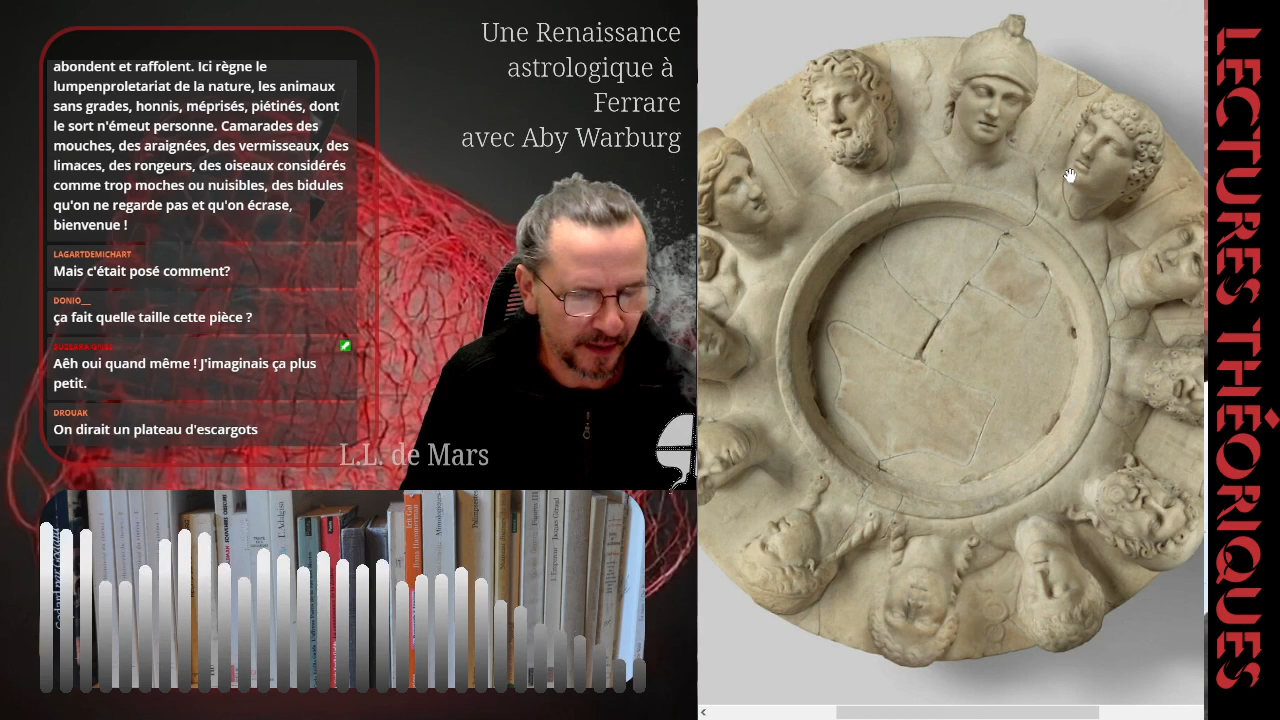 abondent et raffolent. Ici règne le
lumpenproletariat de la nature, les animaux
sans grades, honnis, méprisés, piétinés, dont
le sort n'émeut personne. Camarades des
mouches, des araignées, des vermisseaux, des
limaces, des rongeurs, des oiseaux considérés
comme trop moches ou nuisibles, des bidules
qu'on ne regarde pas et qu'on écrase,
bienvenue !
LAGARTDEMICHART
Mais c'était posé comment?
DONIO__
ça fait quelle taille cette pièce ?
Aêh oui quand même ! J'imaginais ça plus
petit.
DROUAK
On dirait un plateau d'escargots
Une Renaissance
astrologique à
Ferrare
avec Aby Warburg
L.L. de Mars
LECTURES THÉORIQUES